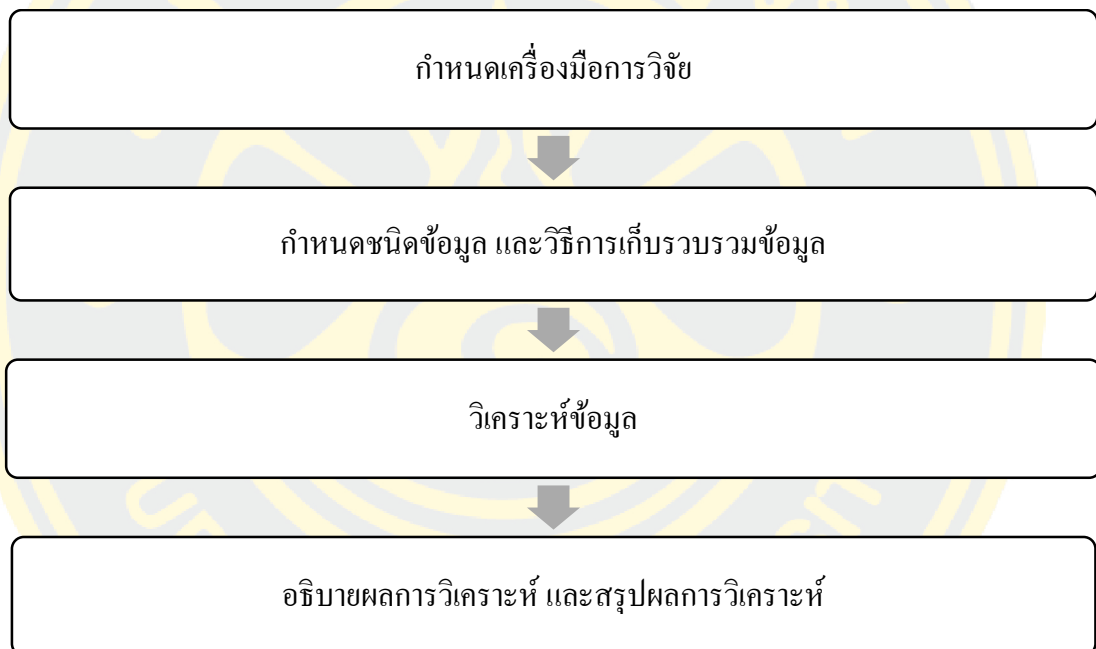 กำหนดเครื่องมือการวิจัย
กำหนดชนิดข้อมูล และวิธีการเก็บรวบรวมข้อมูล
วิเคราะห์ข้อมูล
อธิบายผลการวิเคราะห์ และสรุปผลการวิเคราะห์